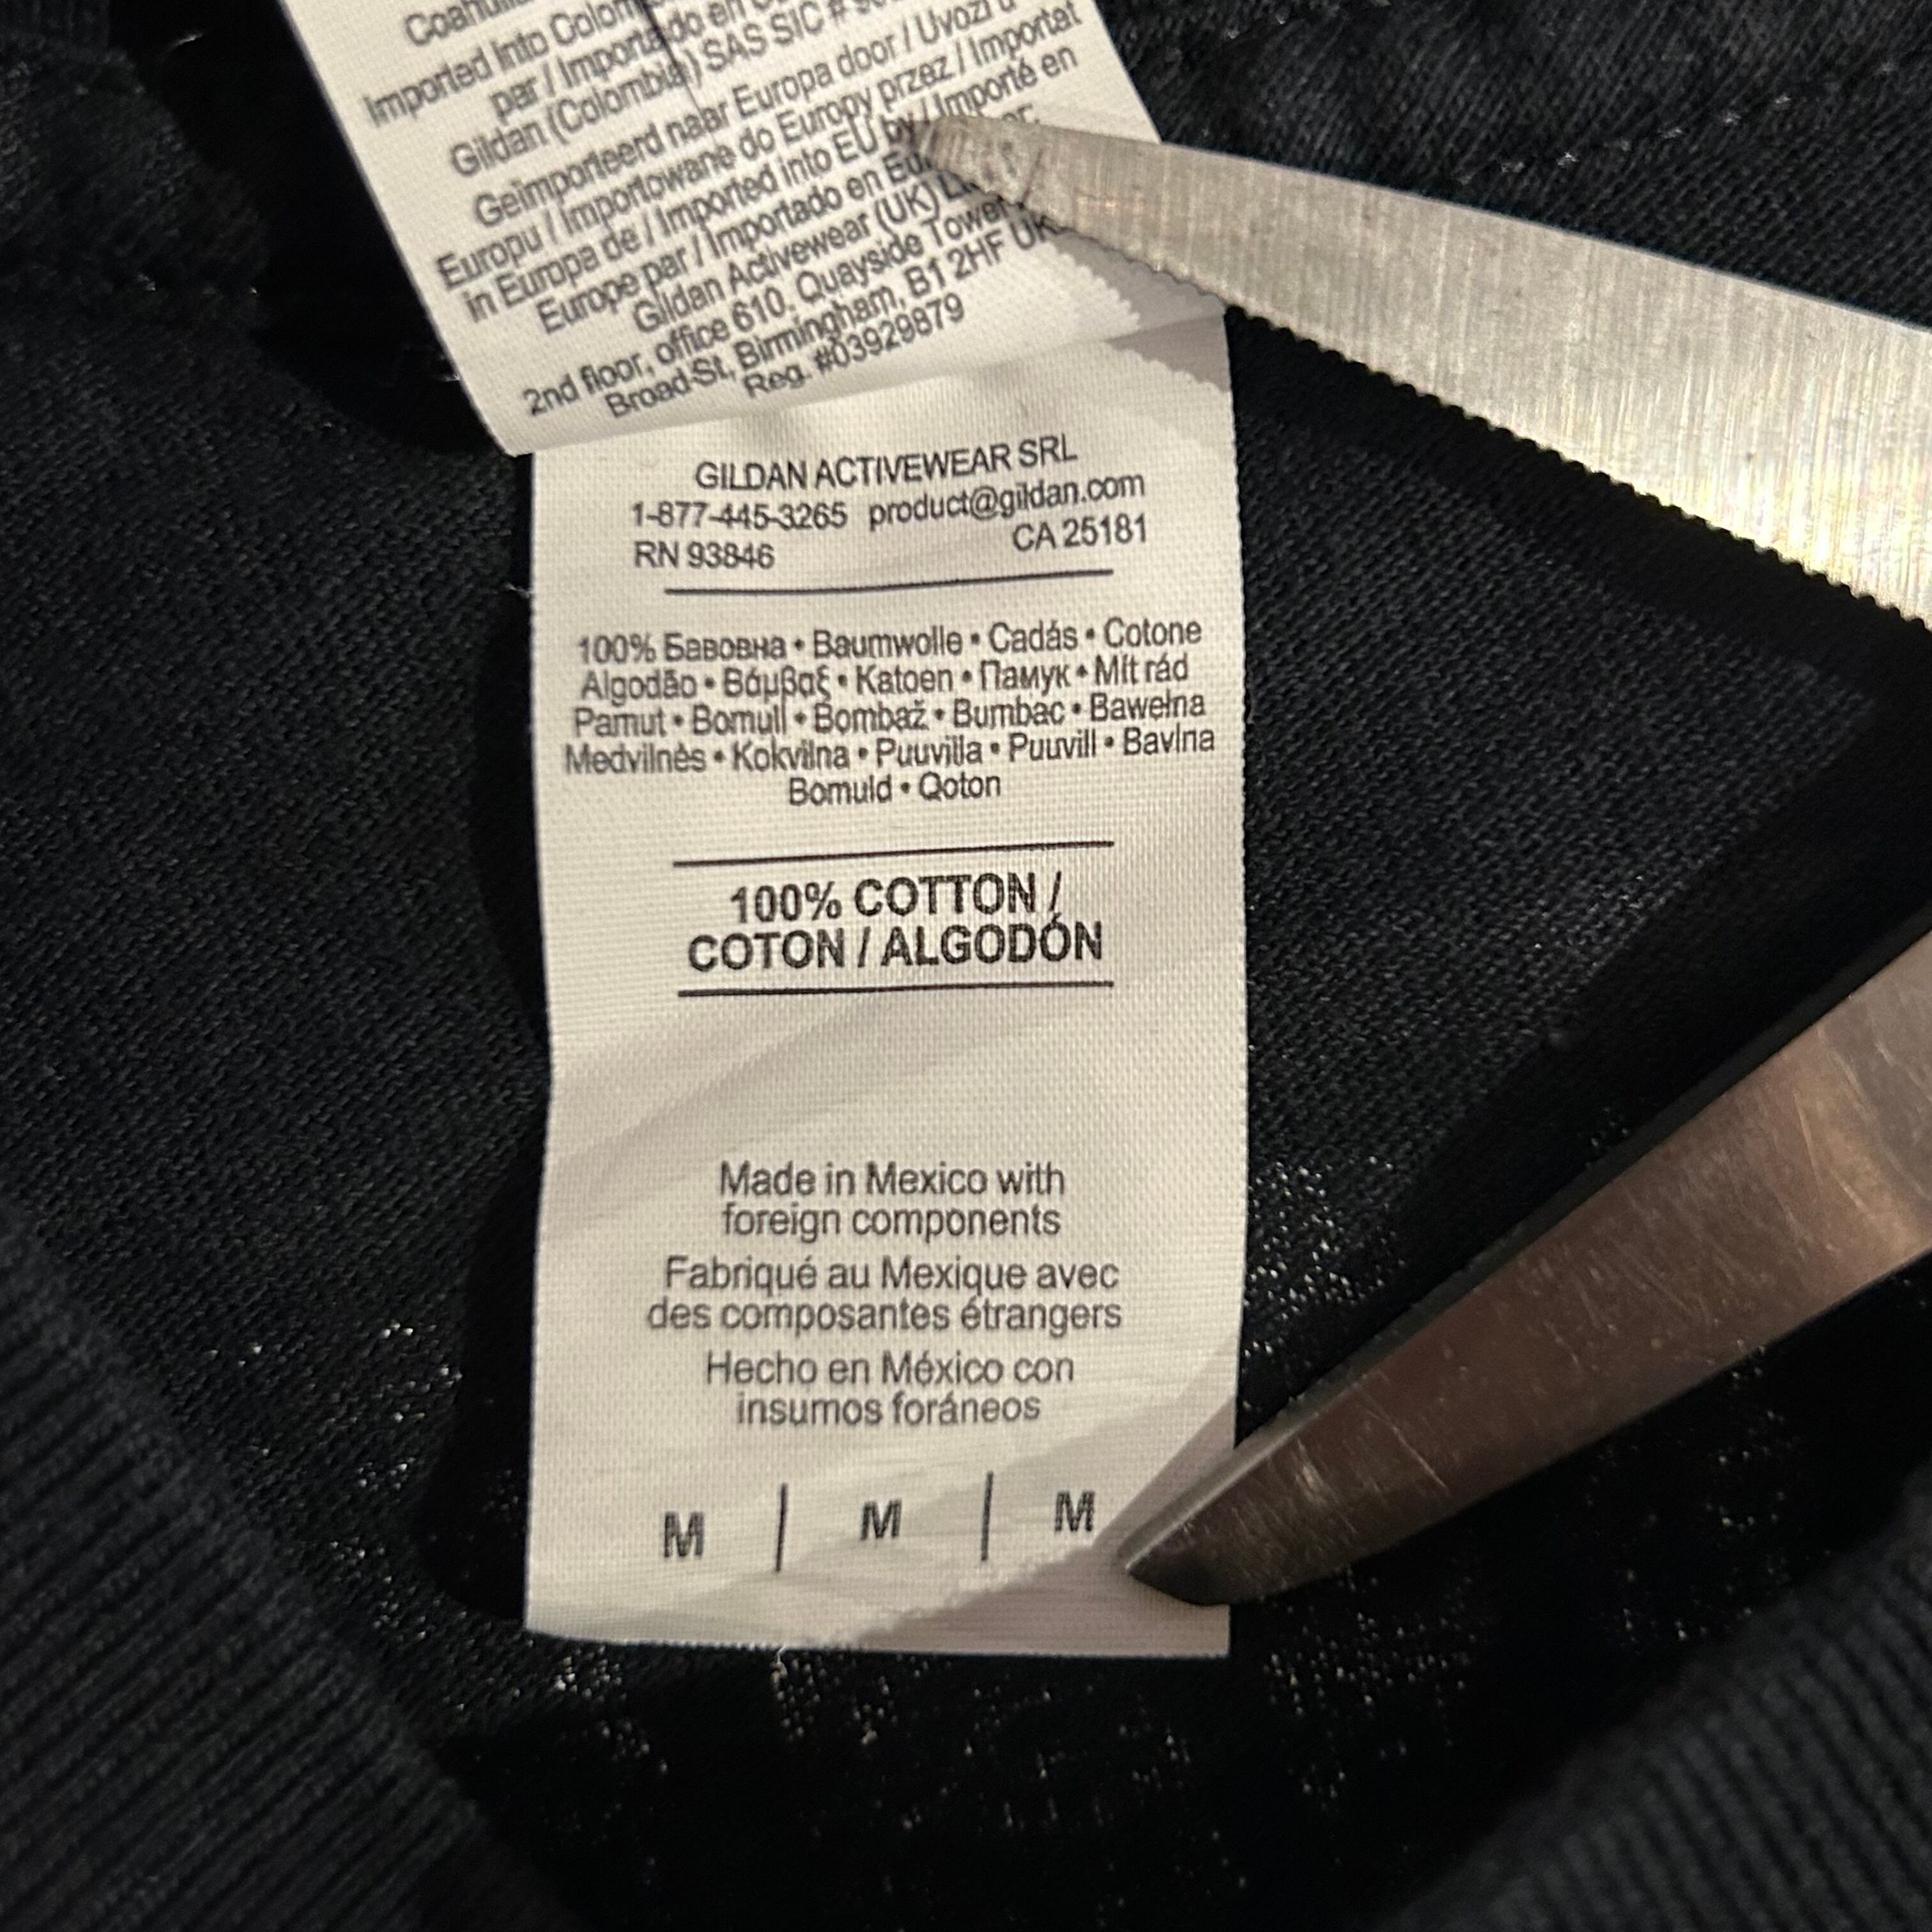 Imported Into
par / Importado en
Gildan (Colombia) SAS SIC #
Geïmporteerd naar Europa door / Uvozi u
Europu / Importowane do Europy przez / Importat
in Europa de / Imported into EU by / Importé en
Europe par / Importado en
Gildan Activewear (UK)
2nd floor, office 610, Quayside Tower
Broad St, Birmingham, B1 2HF UK
Reg. #03929879
GILDAN ACTIVEWEAR SRL
1-877-445-3265 product@gildan.com
RN 93846 CA 25181
100% Бавовна • Baumwolle • Cadás • Cotone
Algodão • Βάμβαξ • Katoen • Памук • Mít rád
Pamut • Bomull • Bombaž • Bumbac • Bawełna
Medvilnės • Kokvilna • Puuvilla • Puuvill • Bavlna
Bomuld • Qoton
100% COTTON /
COTON / ALGODÓN
Made in Mexico with
foreign components
Fabriqué au Mexique avec
des composantes étrangers
Hecho en México con
insumos foráneos
M | M | M